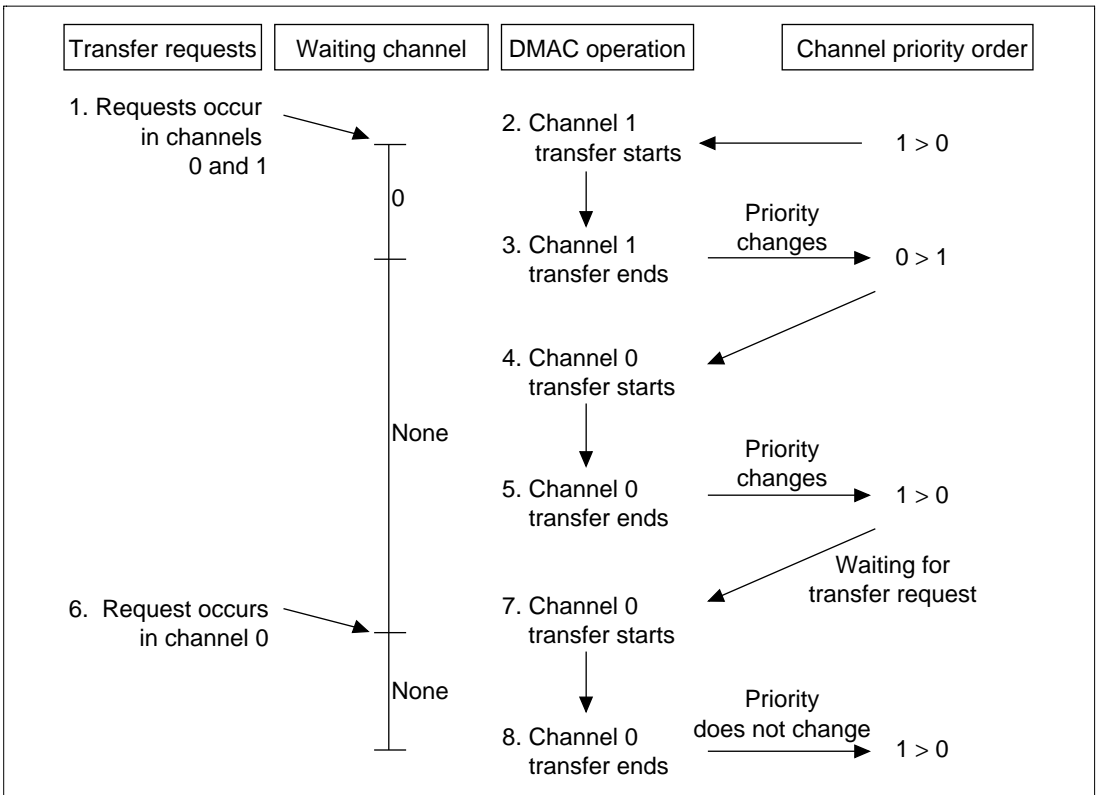 Transfer requests
Waiting channel
DMAC operation
Channel priority order
1. Requests occur
in channels
0 and 1
0
2. Channel 1
transfer starts
1 > 0
3. Channel 1
transfer ends
Priority
changes
0 > 1
4. Channel 0
transfer starts
None
5. Channel 0
transfer ends
Priority
changes
1 > 0
Waiting for
transfer request
6. Request occurs
in channel 0
7. Channel 0
transfer starts
None
8. Channel 0
transfer ends
Priority
does not change
1 > 0